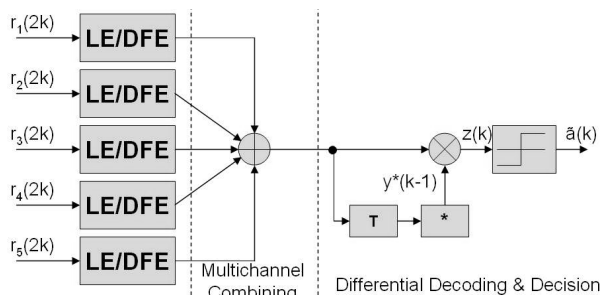 r1(2k)
LE/DFE
r2(2k)
LE/DFE
r3(2k)
LE/DFE
r4(2k)
LE/DFE
r5(2k)
LE/DFE
z(k)
ã(k)
y*(k-1)
T
*
Multichannel
Combining
Differential Decoding & Decision